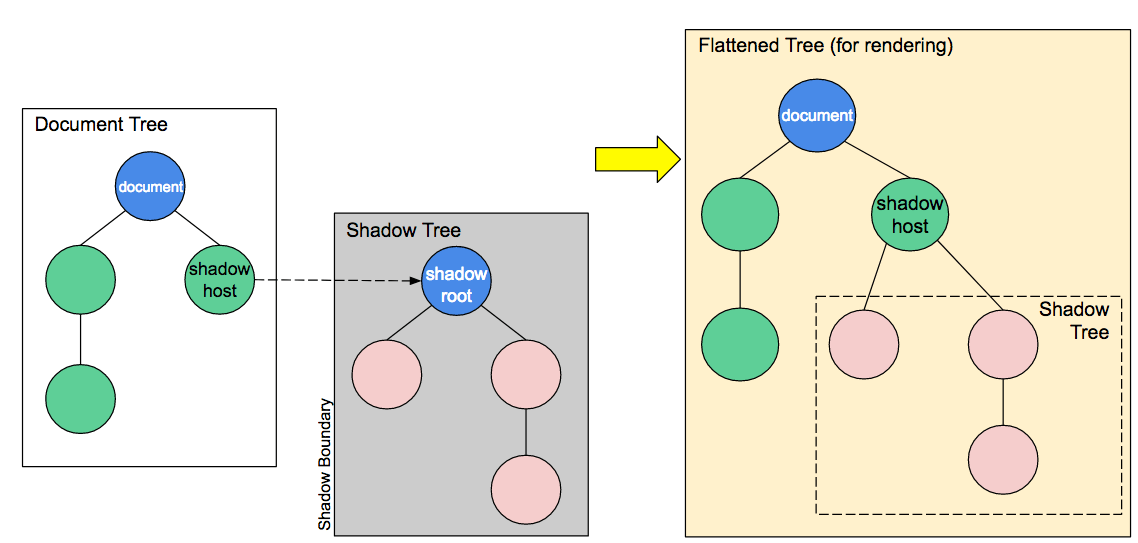 Document Tree
document
shadow
host
Shadow Tree
shadow
root
Shadow Boundary
Flattened Tree (for rendering)
document
shadow
host
Shadow
Tree